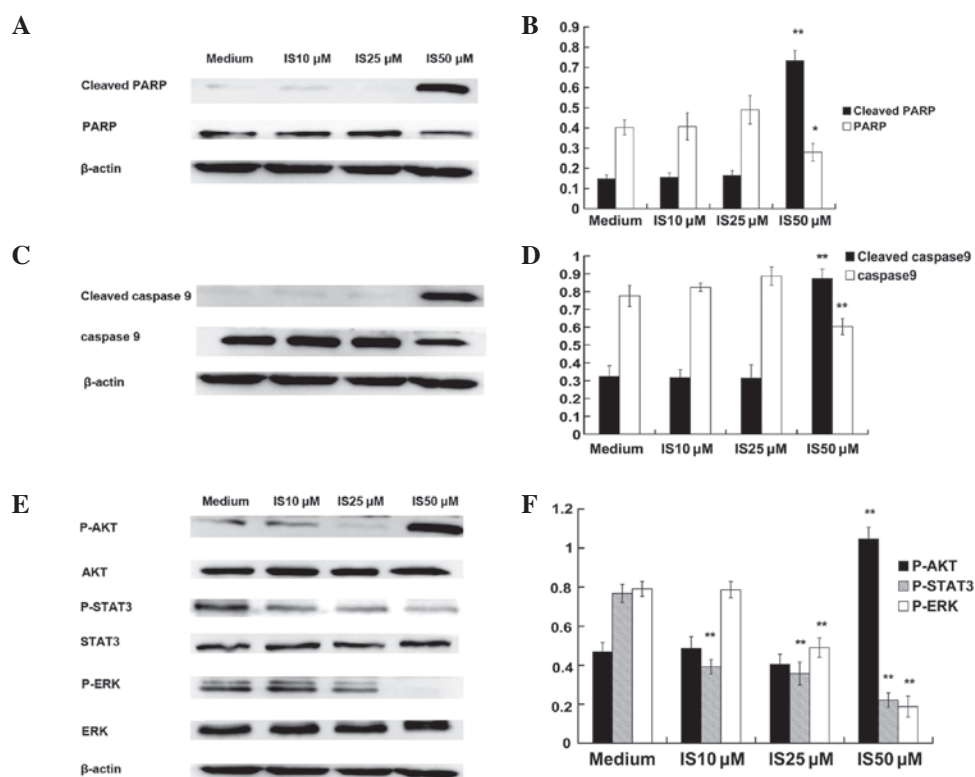 A
Medium IS10 µM IS25 µM IS50 µM
Cleaved PARP
PARP
β-actin
B
0.9
0.8
0.7
0.6
0.5
0.4
0.3
0.2
0.1
0
**
*
Cleaved PARP
PARP
Medium IS10 µM IS25 µM IS50 µM
C
Cleaved caspase 9
caspase 9
β-actin
D
1
0.9
0.8
0.7
0.6
0.5
0.4
0.3
0.2
0.1
0
**
**
Cleaved caspase9
caspase9
Medium IS10 µM IS25 µM IS50 µM
E
Medium IS10 µM IS25 µM IS50 µM
P-AKT
AKT
P-STAT3
STAT3
P-ERK
ERK
β-actin
F
1.2
1
0.8
0.6
0.4
0.2
0
**
** ** **
** **
P-AKT
P-STAT3
P-ERK
Medium IS10 µM IS25 µM IS50 µM